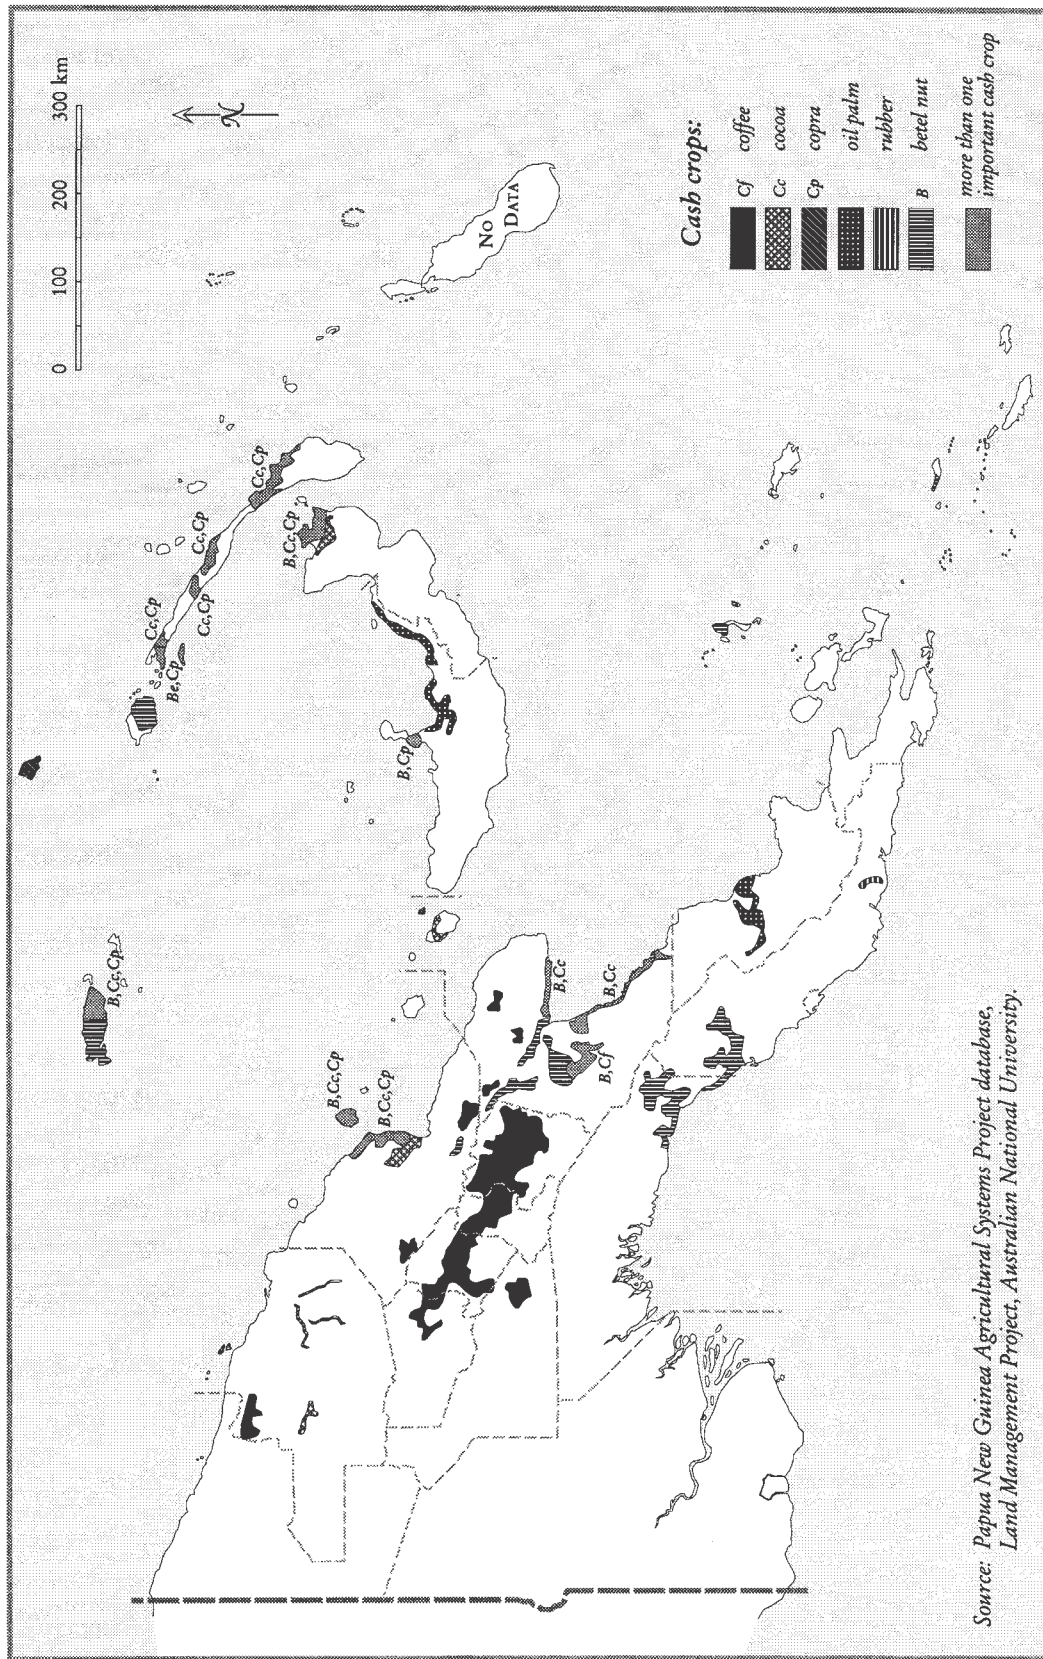 0 100 200 300 km
N
B,Cc,Cp
Be,Cp
Cc,Cp
Cc,Cp
Cc,Cp
Cc,Cp
B,Cc,Cp
B,Cp
B,Cc,Cp
B,Cc,Cp
B,Cc
B,Cc
B,Cf
No
Data
Cash crops:
Cf coffee
Cc cocoa
Cp copra
oil palm
rubber
B betel nut
more than one
important cash crop
Source: Papua New Guinea Agricultural Systems Project database,
Land Management Project, Australian National University.